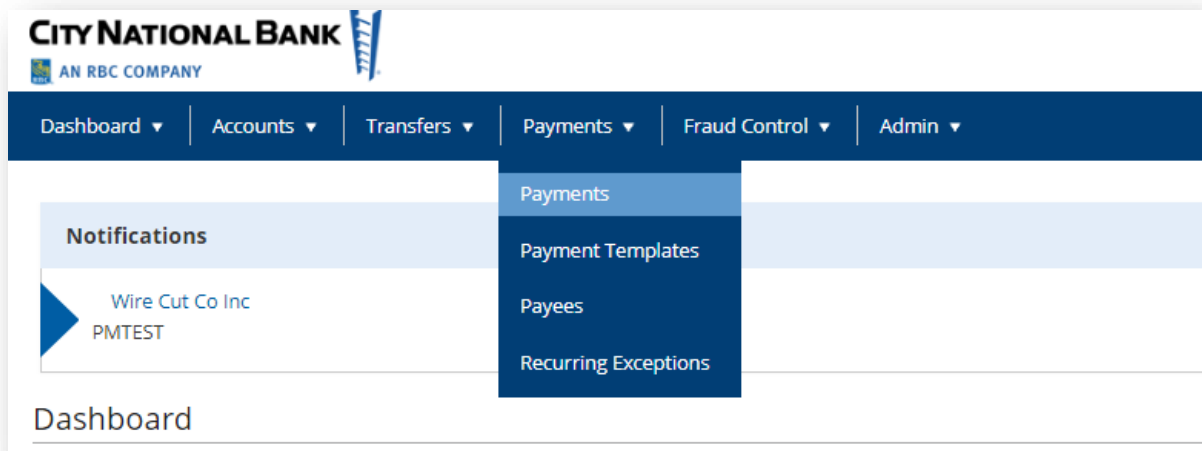 CITY NATIONAL BANK
RBC AN RBC COMPANY
Dashboard ▼ Accounts ▼ Transfers ▼ Payments ▼ Fraud Control ▼ Admin ▼
Payments
Notifications
Payment Templates
Wire Cut Co Inc
Payees
PMTEST
Recurring Exceptions
Dashboard